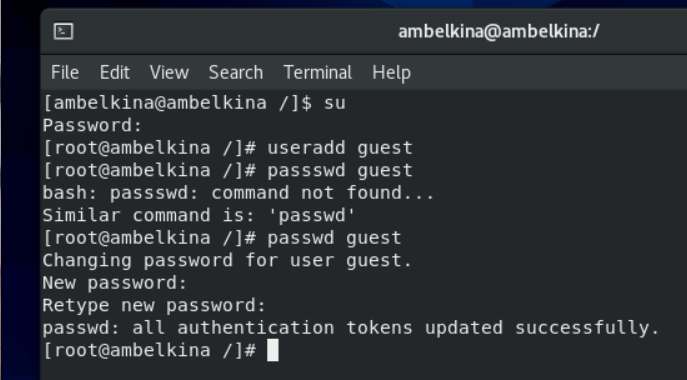 ambelkina@ambelkina:/
File Edit View Search Terminal Help
[ambelkina@ambelkina /]$ su
Password:
[root@ambelkina /]# useradd guest
[root@ambelkina /]# passswd guest
bash: passswd: command not found...
Similar command is: 'passwd'
[root@ambelkina /]# passwd guest
Changing password for user guest.
New password:
Retype new password:
passwd: all authentication tokens updated successfully.
[root@ambelkina /]#